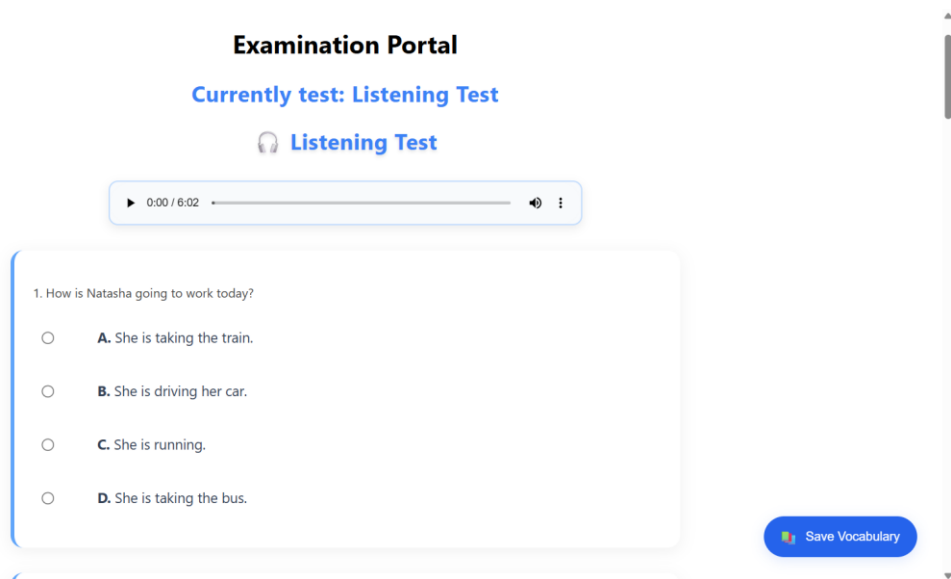 Examination Portal
Currently test: Listening Test
🎧 Listening Test
0:00 / 6:02
1. How is Natasha going to work today?
A. She is taking the train.
B. She is driving her car.
C. She is running.
D. She is taking the bus.
Save Vocabulary